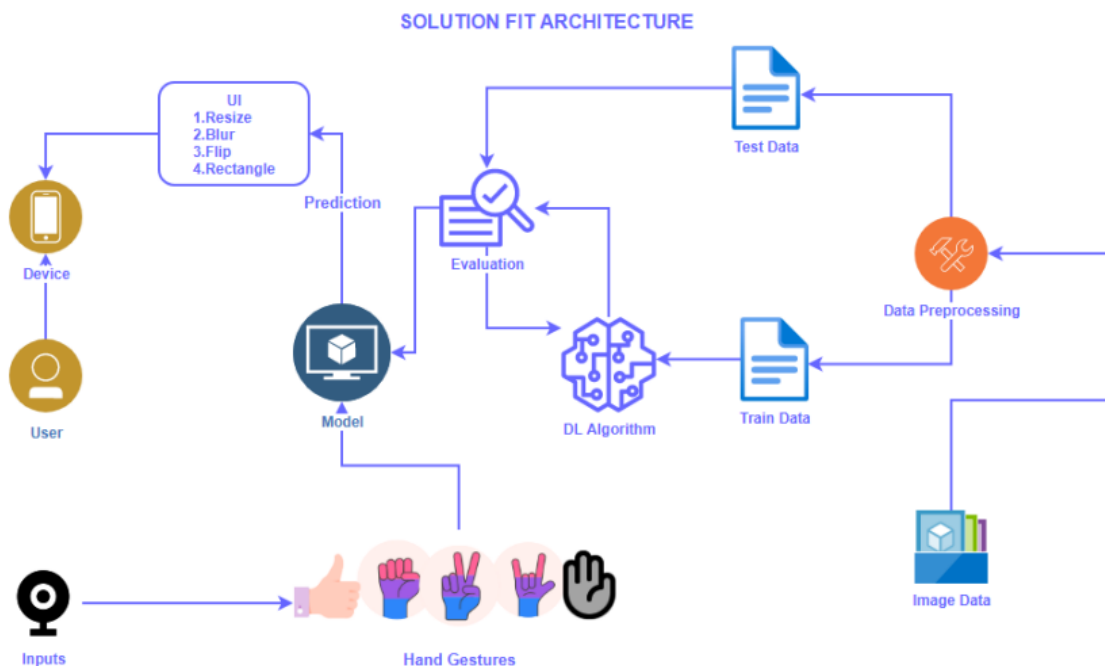 SOLUTION FIT ARCHITECTURE
UI
1.Resize
2.Blur
3.Flip
4.Rectangle
Test Data
Prediction
Evaluation
Device
Data Preprocessing
Model
DL Algorithm
Train Data
User
Image Data
Inputs
Hand Gestures